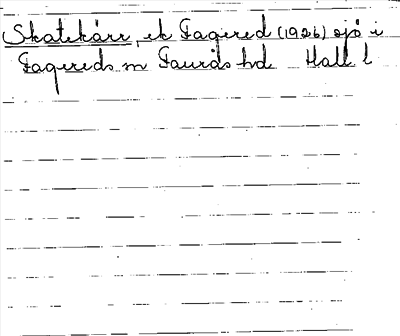 Skatekärr, ek Fagered (1926) sjö i
Fagereds sn Faurås hd Hall l